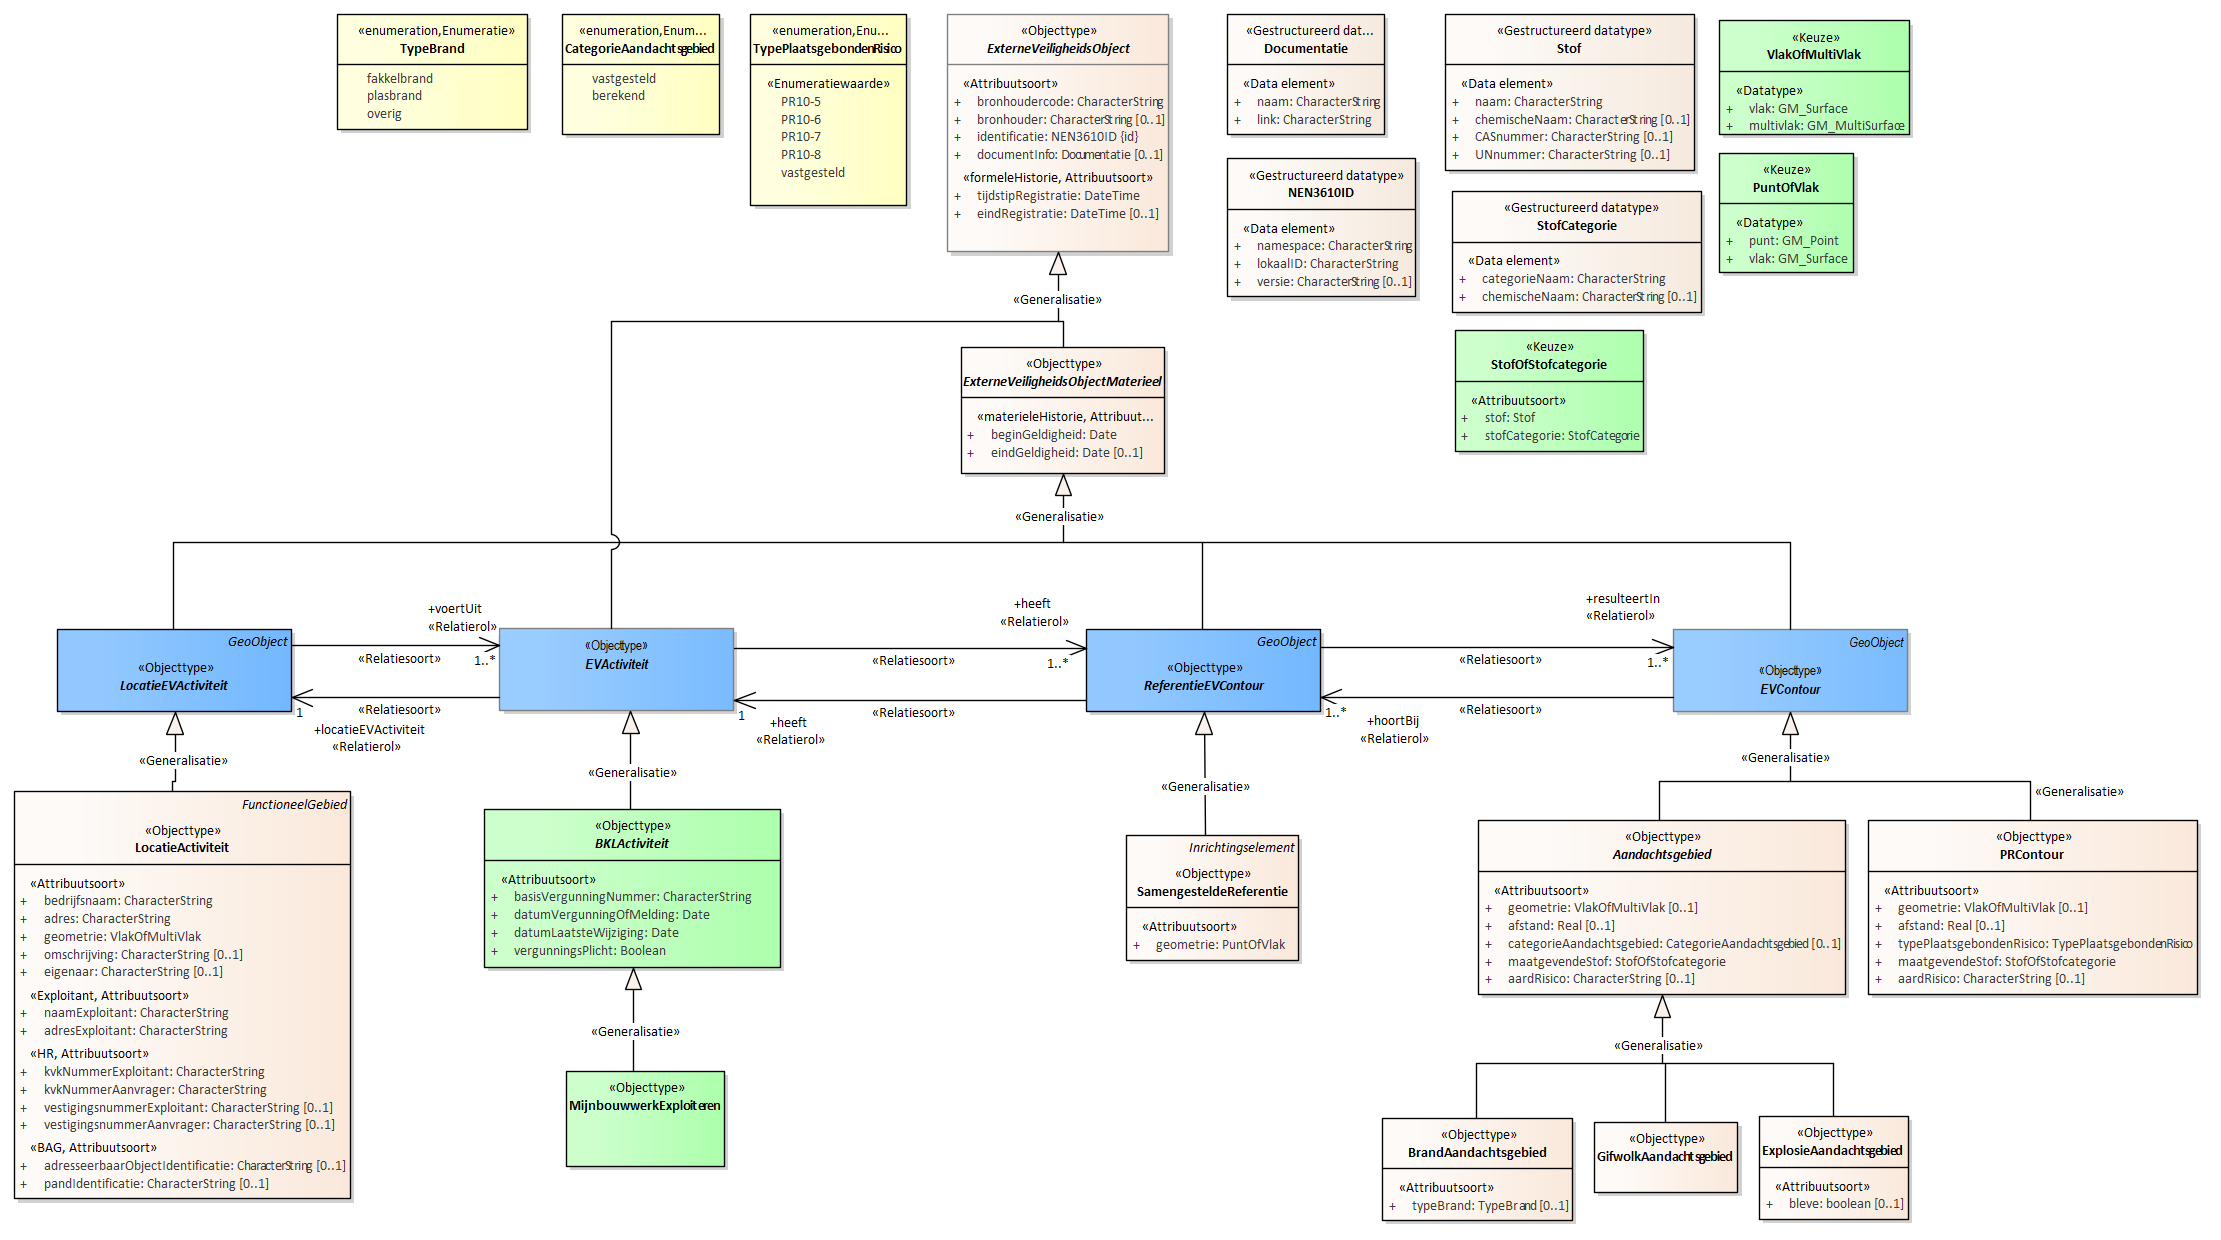 «enumeration,Enumeratie»
TypeBrand
fakkelbrand
plasbrand
overig
«enumeration,Enum...
CategorieAandachtsgebied
vastgesteld
berekend
«enumeration,Enu...
TypePlaatsgebondenRisico
«Enumeratiewaarde»
PR10-5
PR10-6
PR10-7
PR10-8
vastgesteld
«Objecttype»
ExterneVeiligheidsObject
«Attribuutsoort»
+ bronhoudercode: CharacterString
+ bronhouder: CharacterString [0..1]
+ identificatie: NEN3610ID {id}
+ documentInfo: Documentatie [0..1]
«formeleHistorie, Attribuutsoort»
+ tijdstipRegistratie: DateTime
+ eindRegistratie: DateTime [0..1]
«Gestructureerd dat...
Documentatie
«Data element»
+ naam: CharacterString
+ link: CharacterString
«Gestructureerd datatype»
NEN3610ID
«Data element»
+ namespace: CharacterString
+ lokaalID: CharacterString
+ versie: CharacterString [0..1]
«Gestructureerd datatype»
Stof
«Data element»
+ naam: CharacterString
+ chemischeNaam: CharacterString [0..1]
+ CASnummer: CharacterString [0..1]
+ UNnummer: CharacterString [0..1]
«Gestructureerd datatype»
StofCategorie
«Data element»
+ categorieNaam: CharacterString
+ chemischeNaam: CharacterString [0..1]
«Keuze»
StofOfStofcategorie
«Attribuutsoort»
+ stof: Stof
+ stofCategorie: StofCategorie
«Keuze»
VlakOfMultiVlak
«Datatype»
+ vlak: GM_Surface
+ multivlak: GM_MultiSurface
«Keuze»
PuntOfVlak
«Datatype»
+ punt: GM_Point
+ vlak: GM_Surface
«Generalisatie»
«Objecttype»
ExterneVeiligheidsObjectMaterieel
«materieleHistorie, Attribuut...
+ beginGeldigheid: Date
+ eindGeldigheid: Date [0..1]
«Generalisatie»
GeoObject
«Objecttype»
LocatieEVActiviteit
+voertUit
«Relatierol»
«Relatiesoort»
1..*
«Relatiesoort»
1
+locatieEVActiviteit
«Relatierol»
«Objecttype»
EVActiviteit
+heeft
«Relatierol»
«Relatiesoort»
1..*
«Relatiesoort»
1
+heeft
«Relatierol»
GeoObject
«Objecttype»
ReferentieEVContour
+resulteertIn
«Relatierol»
«Relatiesoort»
1..*
«Relatiesoort»
1..*
+hoortBij
«Relatierol»
GeoObject
«Objecttype»
EVContour
«Generalisatie»
«Generalisatie»
«Generalisatie»
«Generalisatie»
«Generalisatie»
FunctioneelGebied
«Objecttype»
LocatieActiviteit
«Attribuutsoort»
+ bedrijfsnaam: CharacterString
+ adres: CharacterString
+ geometrie: VlakOfMultiVlak
+ omschrijving: CharacterString [0..1]
+ eigenaar: CharacterString [0..1]
«Exploitant, Attribuutsoort»
+ naamExploitant: CharacterString
+ adresExploitant: CharacterString
«HR, Attribuutsoort»
+ kvkNummerExploitant: CharacterString
+ kvkNummerAanvrager: CharacterString
+ vestigingsnummerExploitant: CharacterString [0..1]
+ vestigingsnummerAanvrager: CharacterString [0..1]
«BAG, Attribuutsoort»
+ adresseerbaarObjectIdentificatie: CharacterString [0..1]
+ pandIdentificatie: CharacterString [0..1]
«Objecttype»
BKLActiviteit
«Attribuutsoort»
+ basisVergunningNummer: CharacterString
+ datumVergunningOfMelding: Date
+ datumLaatsteWijziging: Date
+ vergunningsPlicht: Boolean
«Generalisatie»
«Objecttype»
MijnbouwwerkExploiteren
Inrichtingselement
«Objecttype»
SamengesteldeReferentie
«Attribuutsoort»
+ geometrie: PuntOfVlak
«Objecttype»
Aandachtsgebied
«Attribuutsoort»
+ geometrie: VlakOfMultiVlak [0..1]
+ afstand: Real [0..1]
+ categorieAandachtsgebied: CategorieAandachtsgebied [0..1]
+ maatgevendeStof: StofOfStofcategorie
+ aardRisico: CharacterString [0..1]
«Objecttype»
PRContour
«Attribuutsoort»
+ geometrie: VlakOfMultiVlak [0..1]
+ afstand: Real [0..1]
+ typePlaatsgebondenRisico: TypePlaatsgebondenRisico
+ maatgevendeStof: StofOfStofcategorie
+ aardRisico: CharacterString [0..1]
«Generalisatie»
«Objecttype»
BrandAandachtsgebied
«Attribuutsoort»
+ typeBrand: TypeBrand [0..1]
«Objecttype»
GifwolkAandachtsgebied
«Objecttype»
ExplosieAandachtsgebied
«Attribuutsoort»
+ bleve: boolean [0..1]